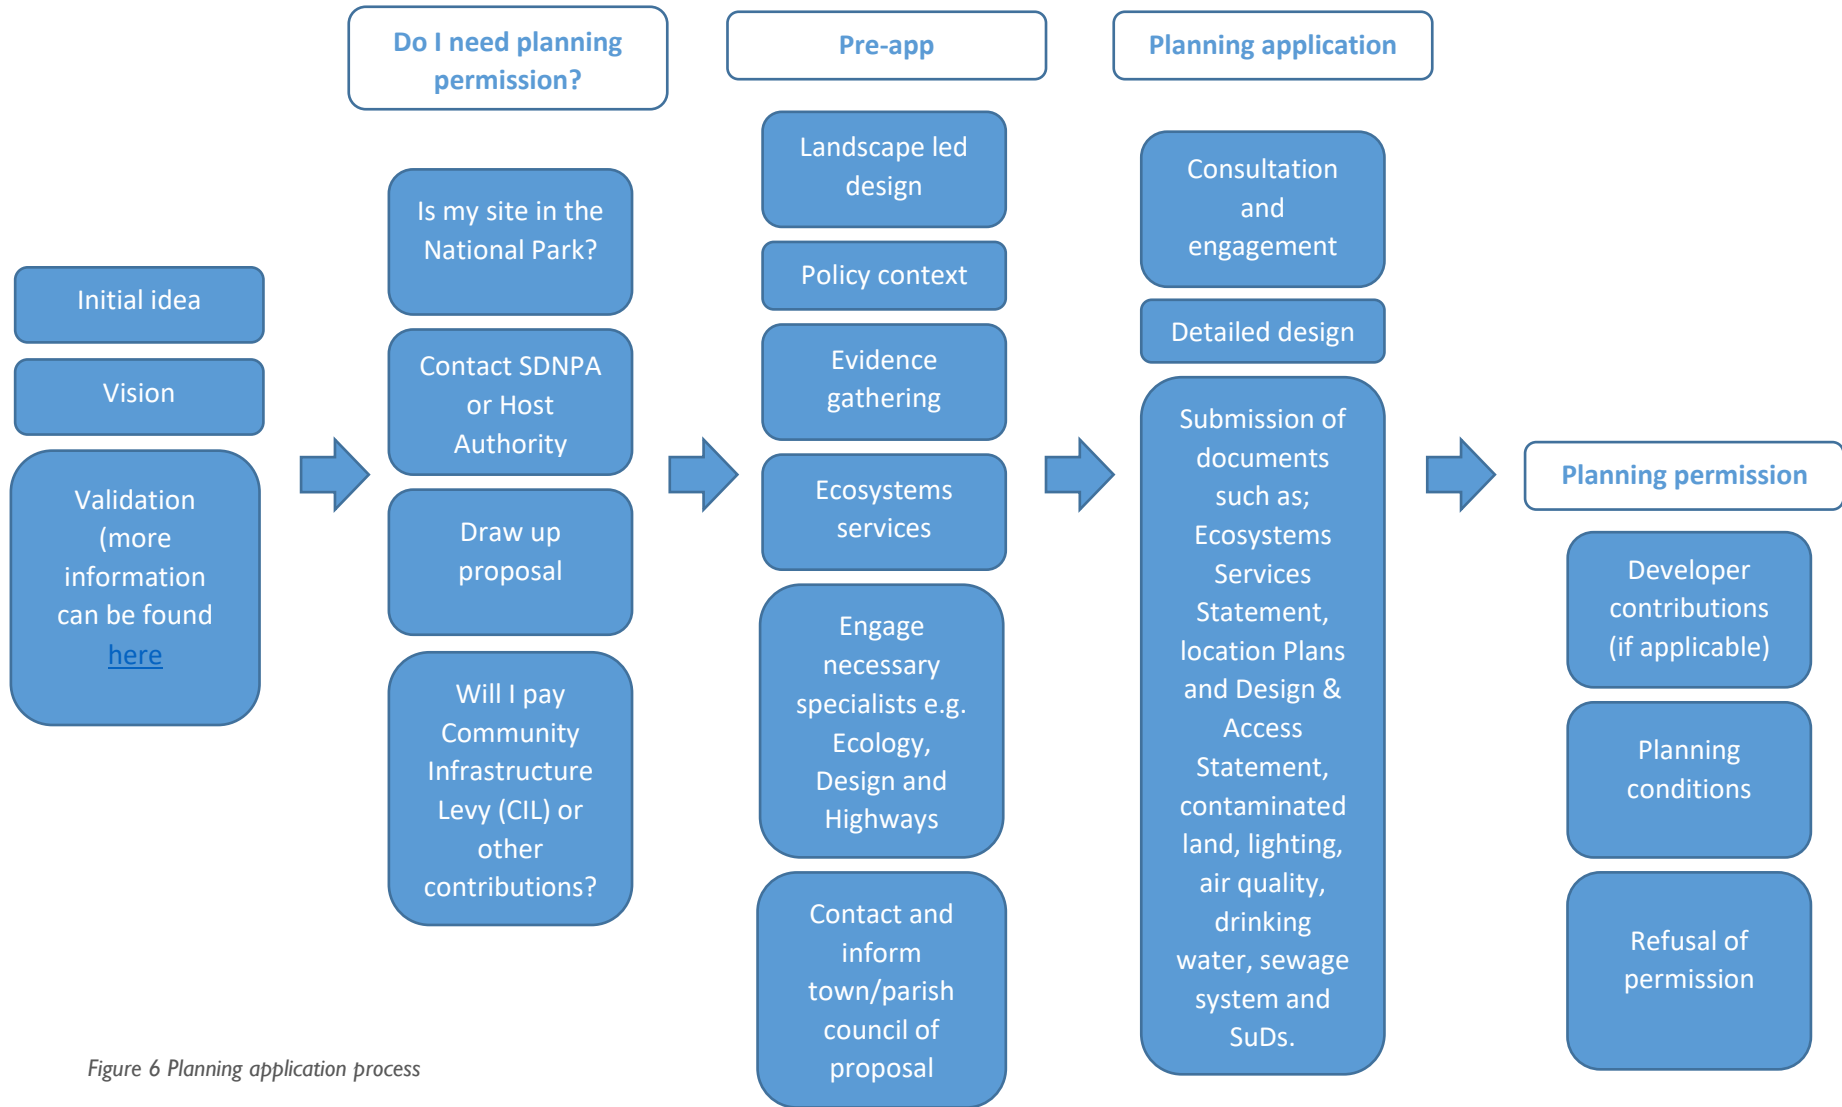 Initial idea
Vision
Validation
(more
information
can be found
here
Do I need planning
permission?
Is my site in the
National Park?
Contact SDNPA
or Host
Authority
Draw up
proposal
Will I pay
Community
Infrastructure
Levy (CIL) or
other
contributions?
Pre-app
Landscape led
design
Policy context
Evidence
gathering
Ecosystems
services
Engage
necessary
specialists e.g.
Ecology,
Design and
Highways
Contact and
inform
town/parish
council of
proposal
Planning application
Consultation
and
engagement
Detailed design
Submission of
documents
such as;
Ecosystems
Services
Statement,
location Plans
and Design &
Access
Statement,
contaminated
land, lighting,
air quality,
drinking
water, sewage
system and
SuDs.
Planning permission
Developer
contributions
(if applicable)
Planning
conditions
Refusal of
permission
Figure 6 Planning application process